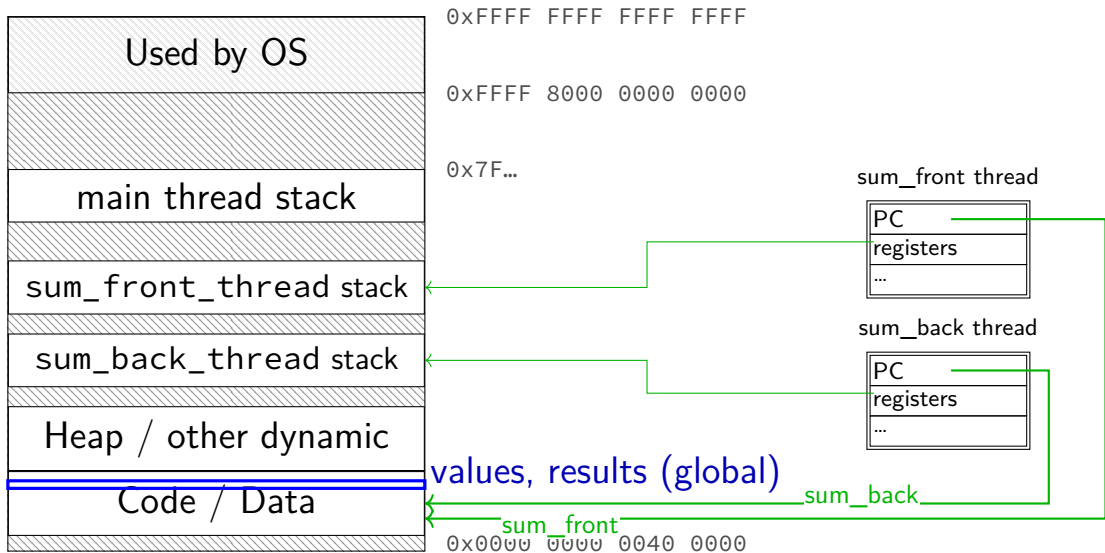 0xFFFF FFFF FFFF FFFF
Used by OS
0xFFFF 8000 0000 0000
0x7F…
main thread stack
sum_front_thread stack
sum_back_thread stack
Heap / other dynamic
values, results (global)
Code / Data
0x0000 0000 0040 0000
sum_front thread
PC
registers
...
sum_back thread
PC
registers
...
sum_back
sum_front